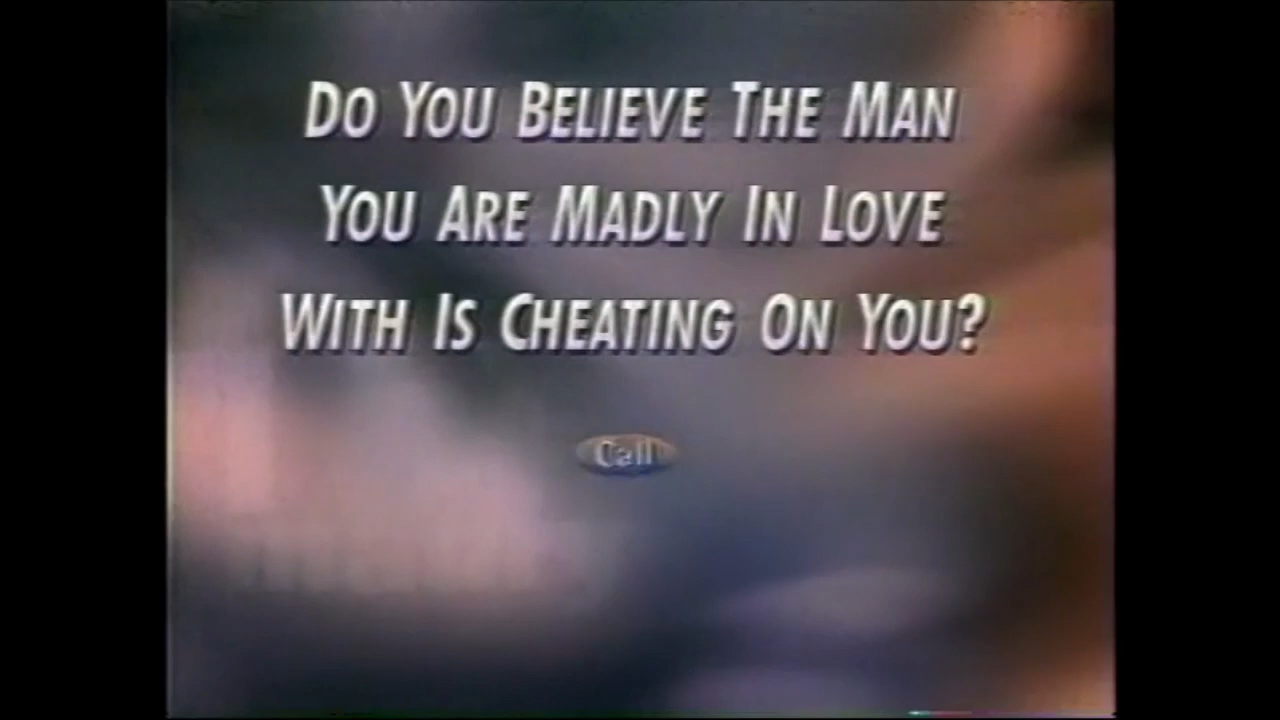 DO YOU BELIEVE THE MAN
YOU ARE MADLY IN LOVE
WITH IS CHEATING ON YOU?
Call